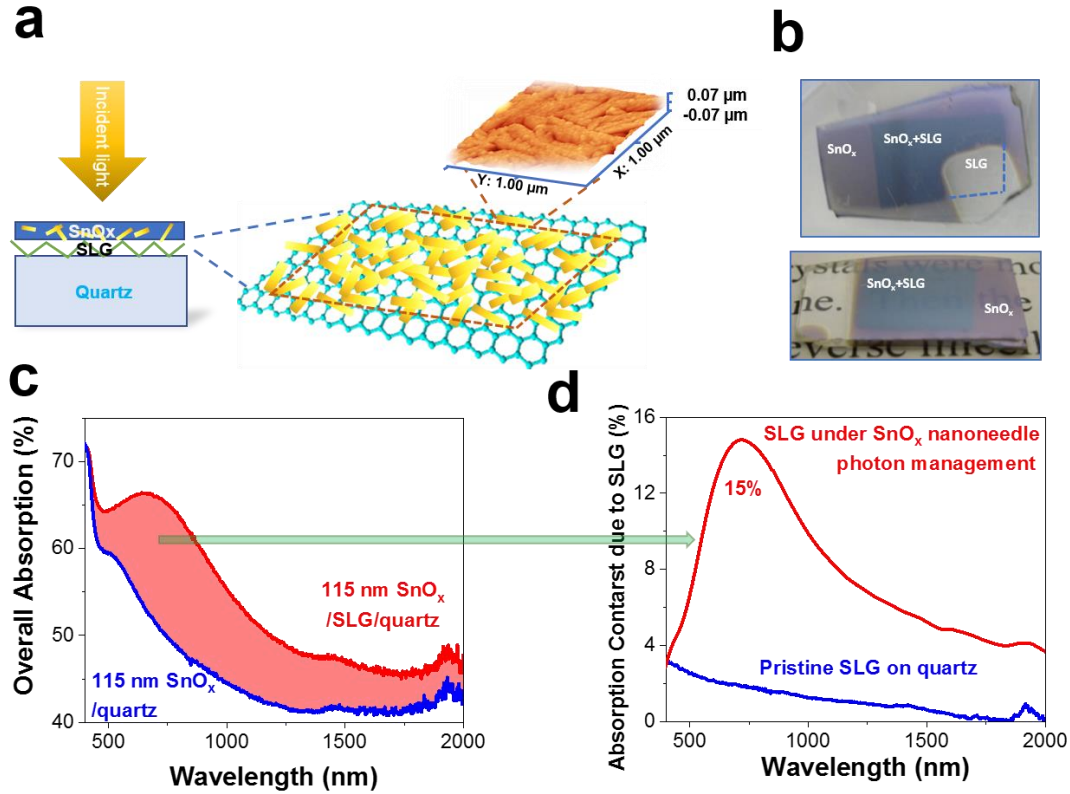 a
Incident light
SnOx
SLG
Quartz
0.07 µm
-0.07 µm
X: 1.00 µm
Y: 1.00 µm
b
SnOx
SnOx+SLG
SLG
SnOx+SLG
SnOx
c
Overall Absorption (%)
70
60
50
40
115 nm SnOx
/SLG/quartz
115 nm SnOx
/quartz
500
1000
1500
2000
Wavelength (nm)
d
Absorption Contarst due to SLG (%)
16
12
8
4
0
SLG under SnOx nanoneedle
photon management
15%
Pristine SLG on quartz
500
1000
1500
2000
Wavelength (nm)